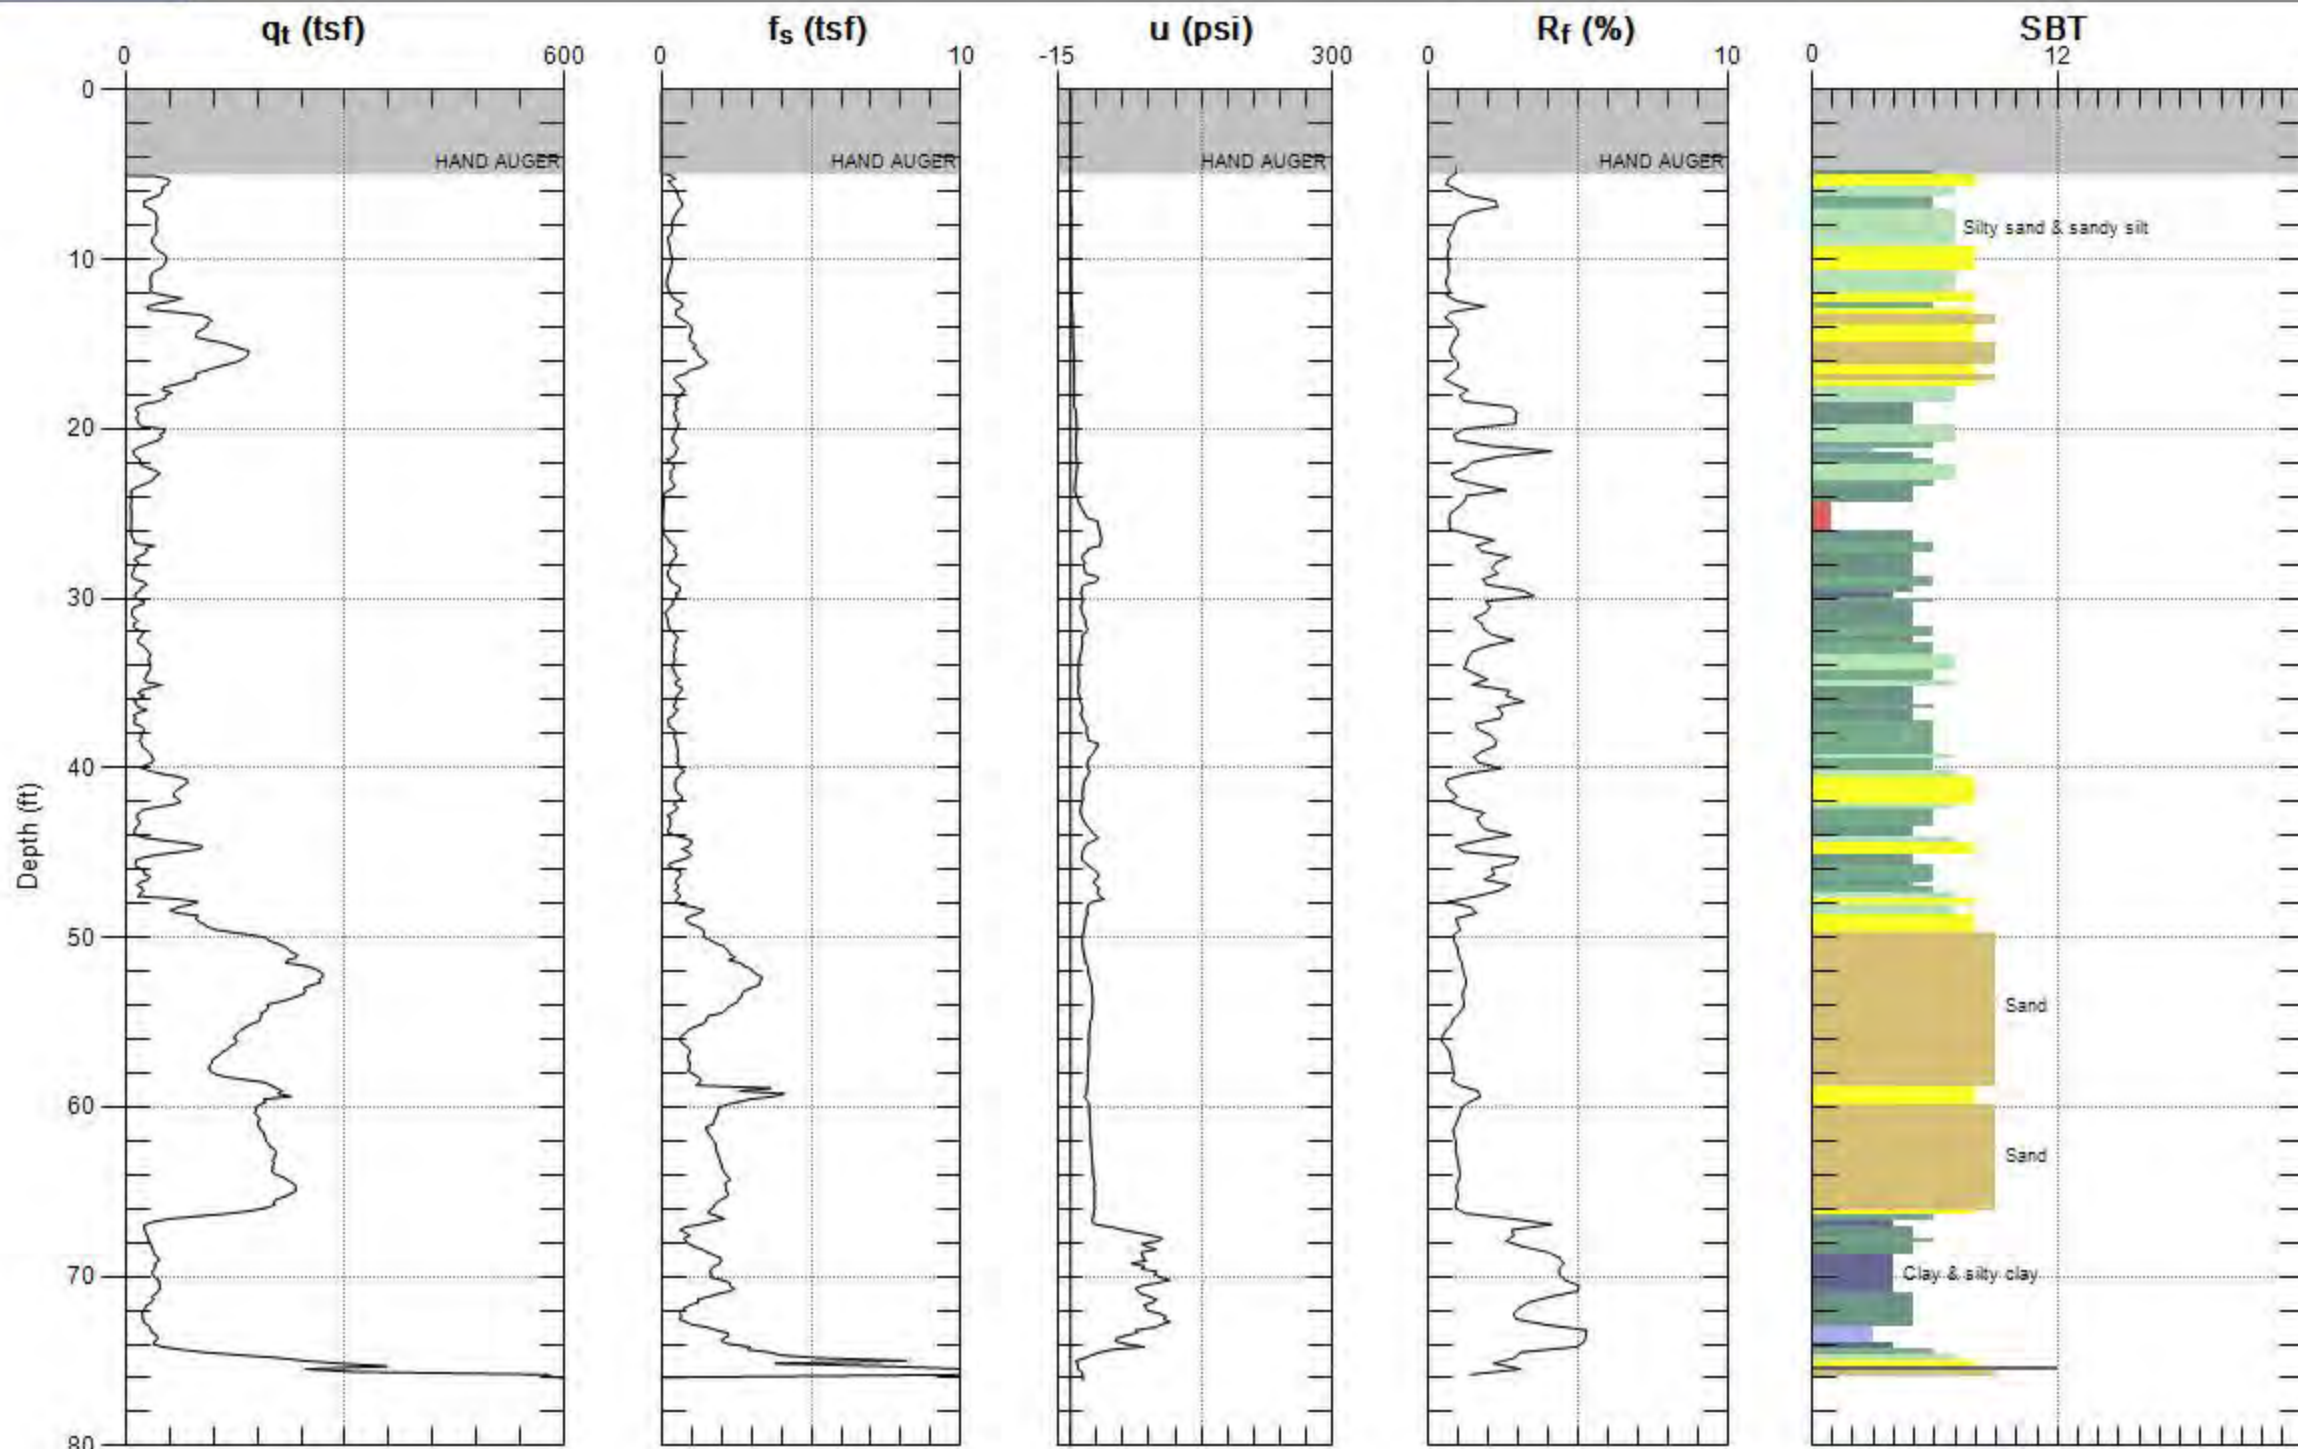 qt (tsf) fs (tsf) u (psi) Rf (%) SBT
0 600 0 10 -15 300 0 10 0 12
0
HAND AUGER HAND AUGER HAND AUGER HAND AUGER
Silty sand & sandy silt
10
20
30
40
Depth (ft)
50
Sand
60
Sand
70
Clay & silty clay
80